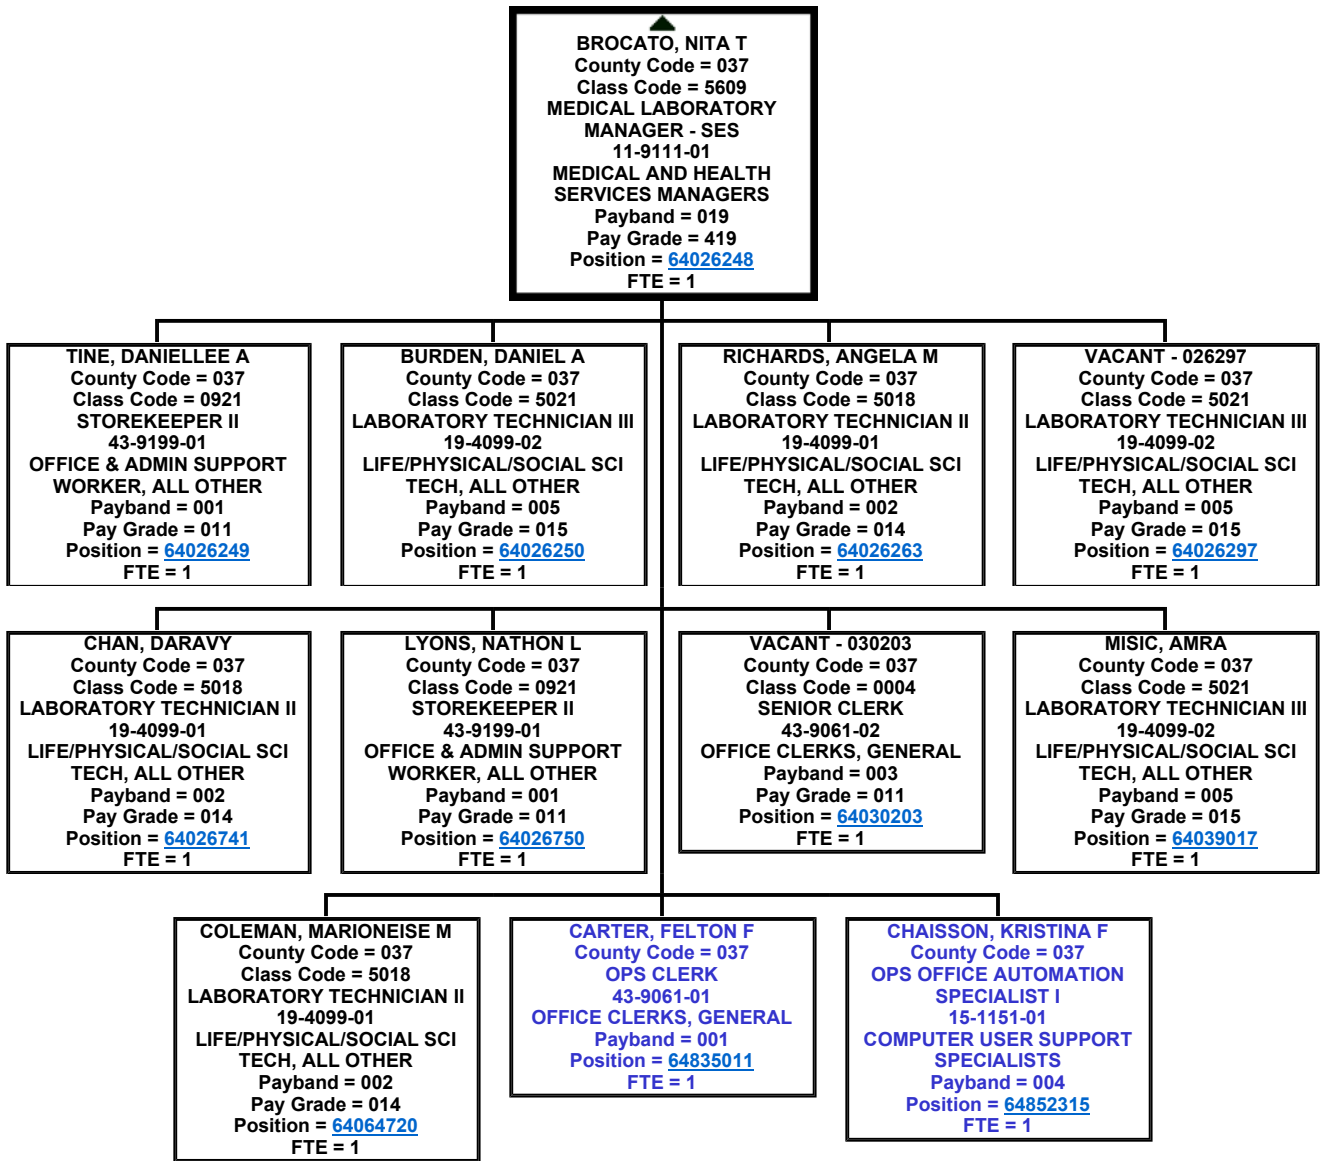 BROCATO, NITA T
County Code = 037
Class Code = 5609
MEDICAL LABORATORY
MANAGER - SES
11-9111-01
MEDICAL AND HEALTH
SERVICES MANAGERS
Payband = 019
Pay Grade = 419
Position = 64026248
FTE = 1
TINE, DANIELLEE A
County Code = 037
Class Code = 0921
STOREKEEPER II
43-9199-01
OFFICE & ADMIN SUPPORT
WORKER, ALL OTHER
Payband = 001
Pay Grade = 011
Position = 64026249
FTE = 1
BURDEN, DANIEL A
County Code = 037
Class Code = 5021
LABORATORY TECHNICIAN III
19-4099-02
LIFE/PHYSICAL/SOCIAL SCI
TECH, ALL OTHER
Payband = 005
Pay Grade = 015
Position = 64026250
FTE = 1
RICHARDS, ANGELA M
County Code = 037
Class Code = 5018
LABORATORY TECHNICIAN II
19-4099-01
LIFE/PHYSICAL/SOCIAL SCI
TECH, ALL OTHER
Payband = 002
Pay Grade = 014
Position = 64026263
FTE = 1
VACANT - 026297
County Code = 037
Class Code = 5021
LABORATORY TECHNICIAN III
19-4099-02
LIFE/PHYSICAL/SOCIAL SCI
TECH, ALL OTHER
Payband = 005
Pay Grade = 015
Position = 64026297
FTE = 1
CHAN, DARAVY
County Code = 037
Class Code = 5018
LABORATORY TECHNICIAN II
19-4099-01
LIFE/PHYSICAL/SOCIAL SCI
TECH, ALL OTHER
Payband = 002
Pay Grade = 014
Position = 64026741
FTE = 1
LYONS, NATHON L
County Code = 037
Class Code = 0921
STOREKEEPER II
43-9199-01
OFFICE & ADMIN SUPPORT
WORKER, ALL OTHER
Payband = 001
Pay Grade = 011
Position = 64026750
FTE = 1
VACANT - 030203
County Code = 037
Class Code = 0004
SENIOR CLERK
43-9061-02
OFFICE CLERKS, GENERAL
Payband = 003
Pay Grade = 011
Position = 64030203
FTE = 1
MISIC, AMRA
County Code = 037
Class Code = 5021
LABORATORY TECHNICIAN III
19-4099-02
LIFE/PHYSICAL/SOCIAL SCI
TECH, ALL OTHER
Payband = 005
Pay Grade = 015
Position = 64039017
FTE = 1
COLEMAN, MARIONEISE M
County Code = 037
Class Code = 5018
LABORATORY TECHNICIAN II
19-4099-01
LIFE/PHYSICAL/SOCIAL SCI
TECH, ALL OTHER
Payband = 002
Pay Grade = 014
Position = 64064720
FTE = 1
CARTER, FELTON F
County Code = 037
OPS CLERK
43-9061-01
OFFICE CLERKS, GENERAL
Payband = 001
Position = 64835011
FTE = 1
CHAISSON, KRISTINA F
County Code = 037
OPS OFFICE AUTOMATION
SPECIALIST I
15-1151-01
COMPUTER USER SUPPORT
SPECIALISTS
Payband = 004
Position = 64852315
FTE = 1